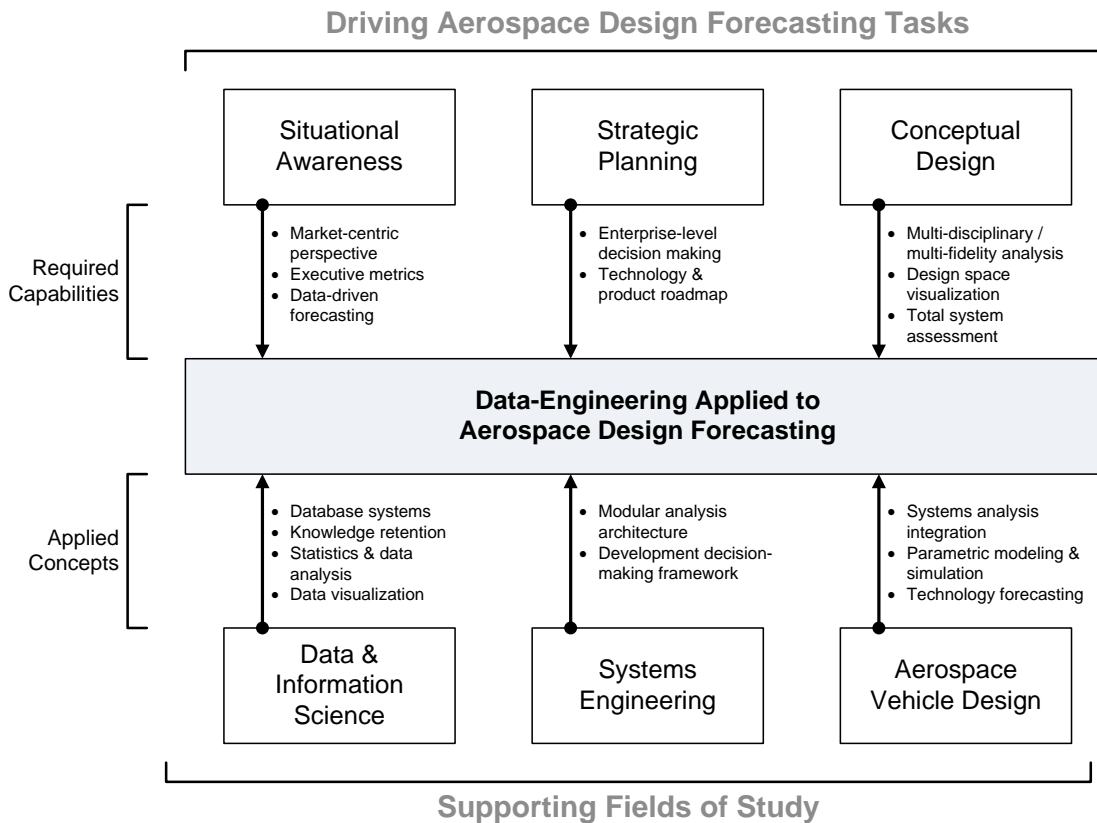 Driving Aerospace Design Forecasting Tasks
Situational
Awareness
Strategic
Planning
Conceptual
Design
Required
Capabilities
• Market-centric
perspective
• Executive metrics
• Data-driven
forecasting
• Enterprise-level
decision making
• Technology &
product roadmap
• Multi-disciplinary /
multi-fidelity analysis
• Design space
visualization
• Total system
assessment
Data-Engineering Applied to
Aerospace Design Forecasting
Applied
Concepts
• Database systems
• Knowledge retention
• Statistics & data
analysis
• Data visualization
• Modular analysis
architecture
• Development decision-
making framework
• Systems analysis
integration
• Parametric modeling &
simulation
• Technology forecasting
Data &
Information
Science
Systems
Engineering
Aerospace
Vehicle Design
Supporting Fields of Study